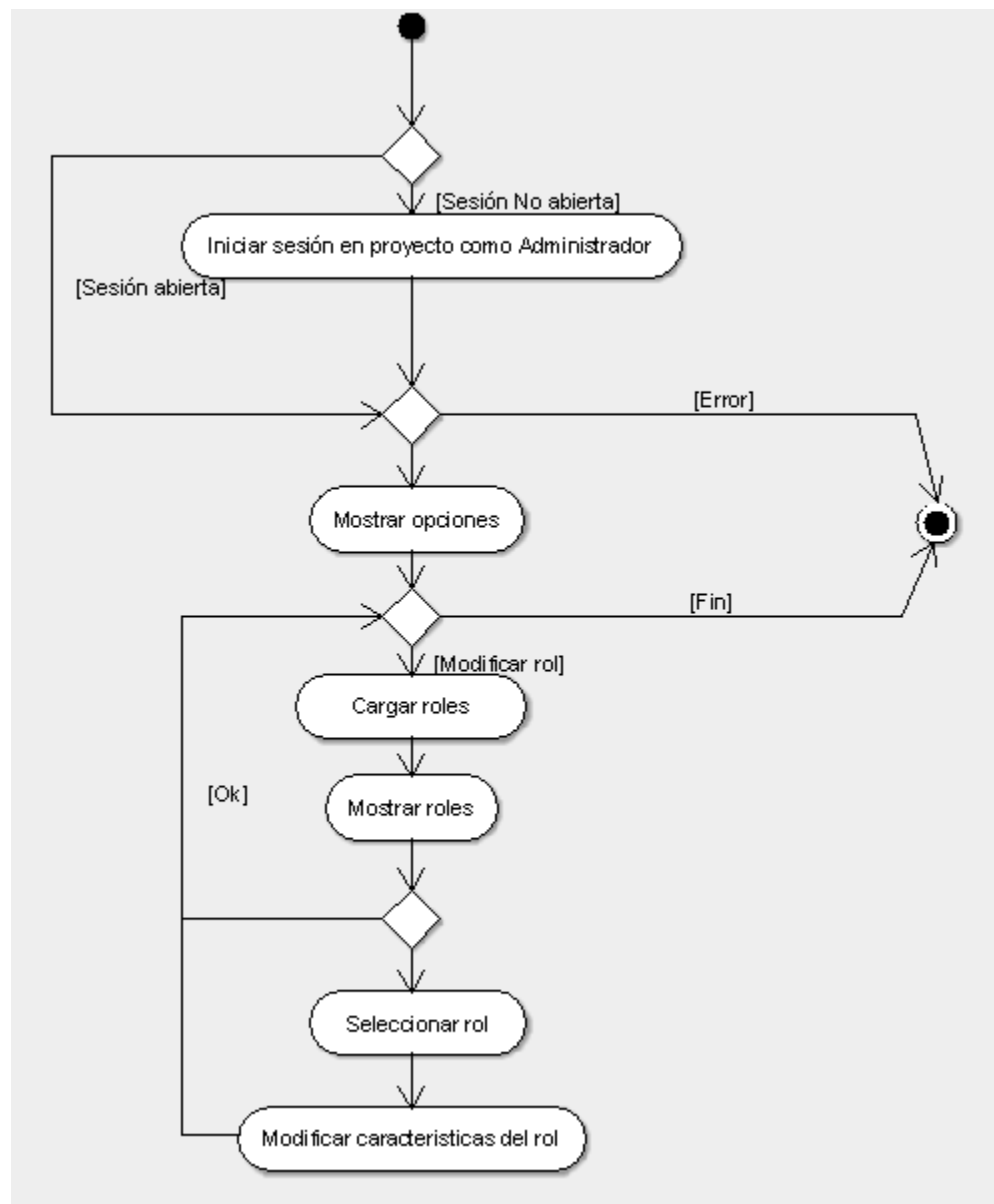 [Sesión No abierta]
Iniciar sesión en proyecto como Administrador
[Sesión abierta]
[Error]
Mostrar opciones
[Fin]
[Modificar rol]
Cargar roles
[Ok]
Mostrar roles
Seleccionar rol
Modificar caracteristicas del rol